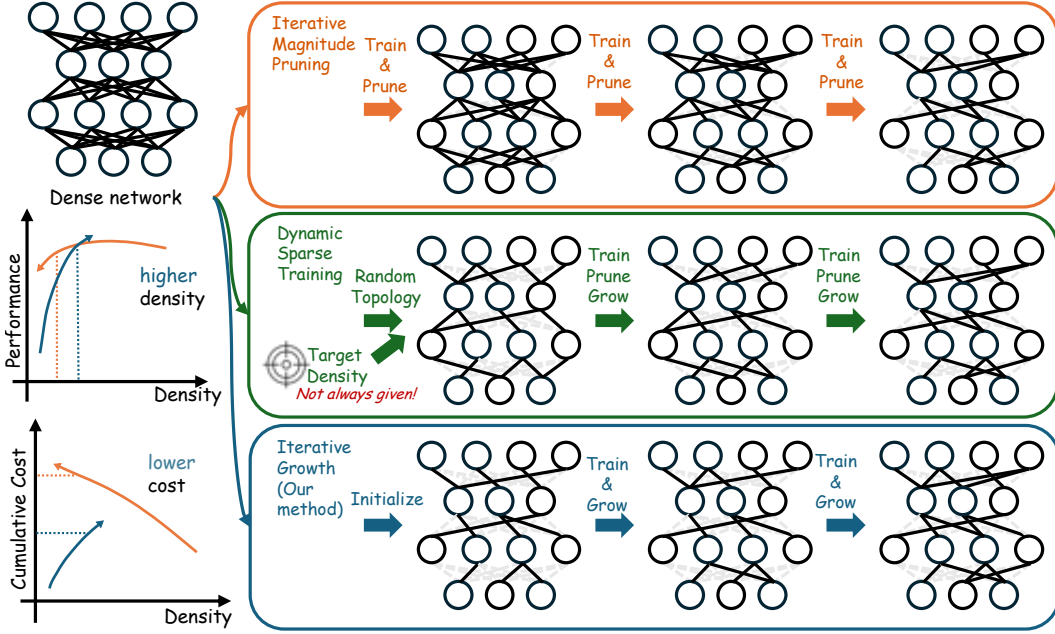 Dense network
Performance
higher
density
Density
Cumulative Cost
lower
cost
Density
Iterative
Magnitude
Pruning
Train
&
Prune
Train
&
Prune
Train
&
Prune
Dynamic
Sparse
Training
Random
Topology
Target
Density
Not always given!
Train
Prune
Grow
Train
Prune
Grow
Iterative
Growth
(Our
method)
Initialize
Train
&
Grow
Train
&
Grow